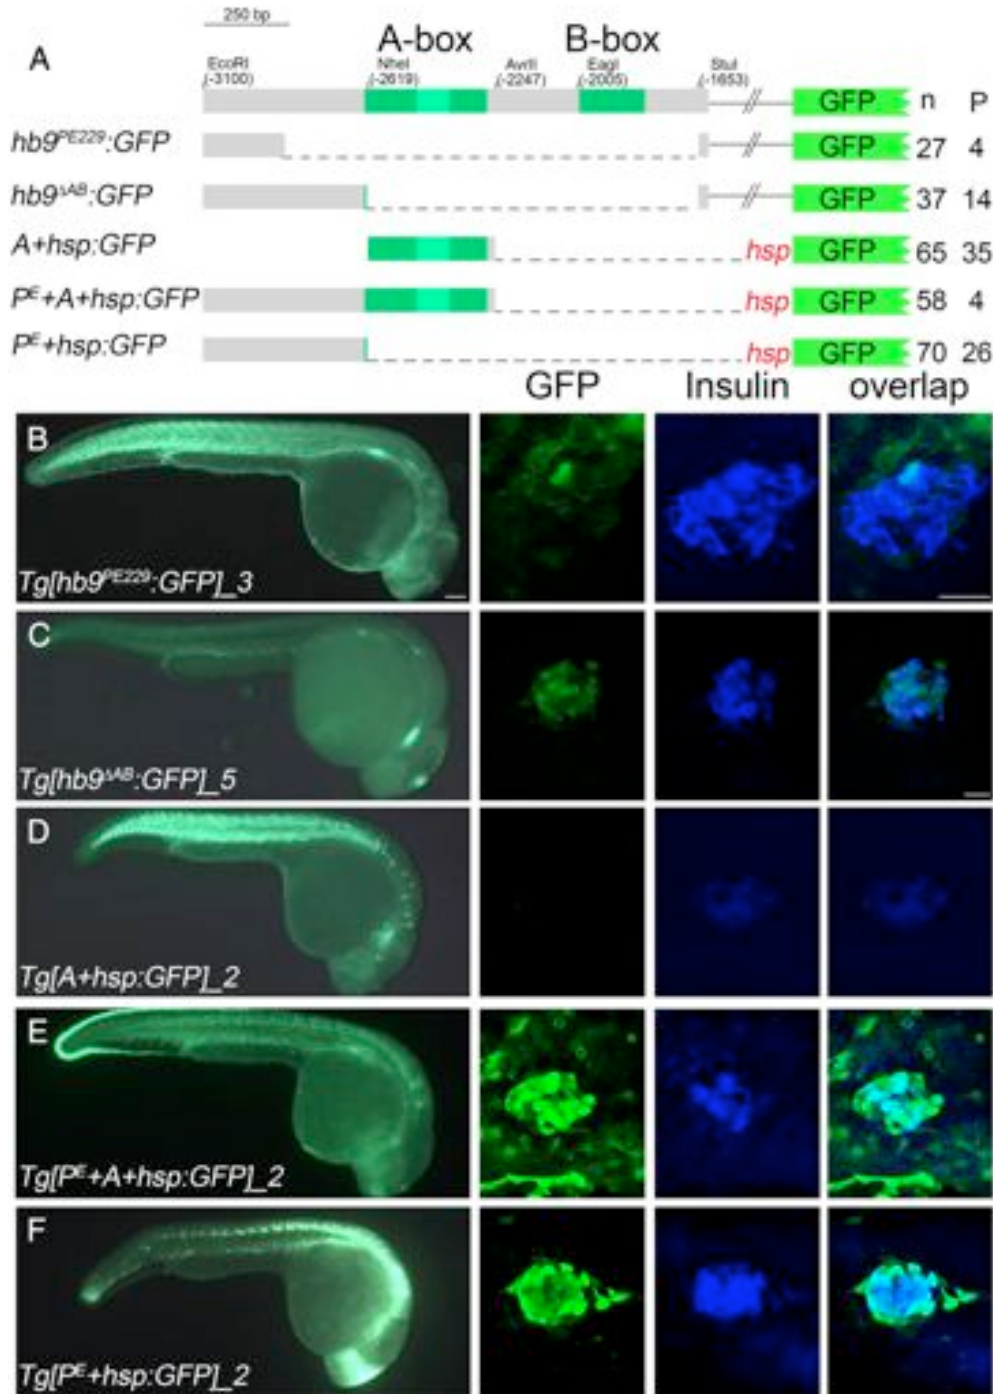 250 bp
A
A-box B-box
EcoRI NheI AvrII EagI StuI
(-3100) (-2619) (-2247) (-2005) (-1653)
GFP n P
hb9PE229:GFP GFP 27 4
hb9ΔAB:GFP GFP 37 14
A+hsp:GFP hsp GFP 65 35
PE+A+hsp:GFP hsp GFP 58 4
PE+hsp:GFP hsp GFP 70 26
GFP Insulin overlap
B
Tg[hb9PE229:GFP]_3
C
Tg[hb9ΔAB:GFP]_5
D
Tg[A+hsp:GFP]_2
E
Tg[PE+A+hsp:GFP]_2
F
Tg[PE+hsp:GFP]_2